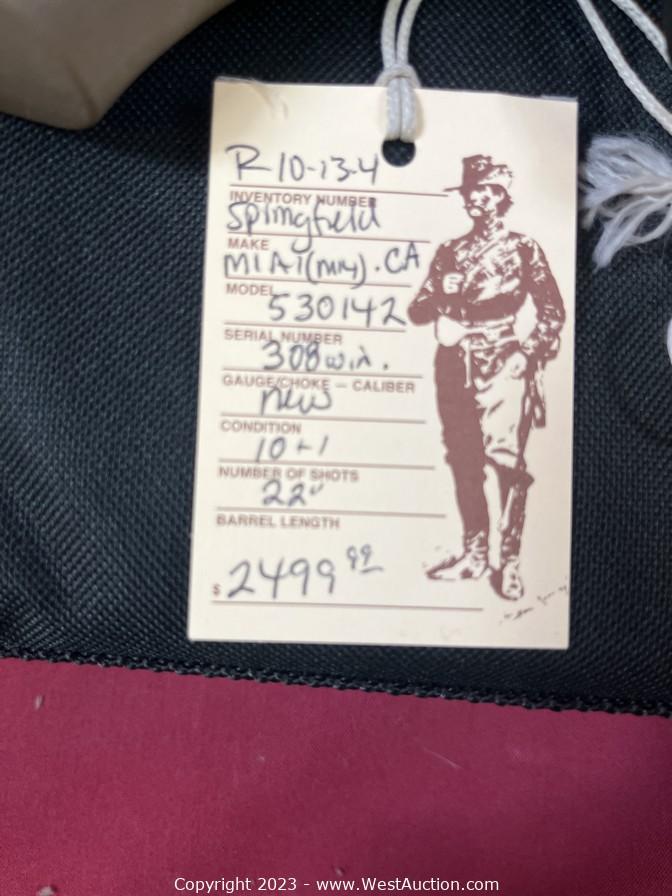 R-10-13-4
INVENTORY NUMBER
Springfield
MAKE
M1A1(M14).CA
MODEL
530142
SERIAL NUMBER
308 win.
GAUGE/CHOKE — CALIBER
new
CONDITION
10+1
NUMBER OF SHOTS
22"
BARREL LENGTH
$ 2499 99
Copyright 2023 - www.WestAuction.com